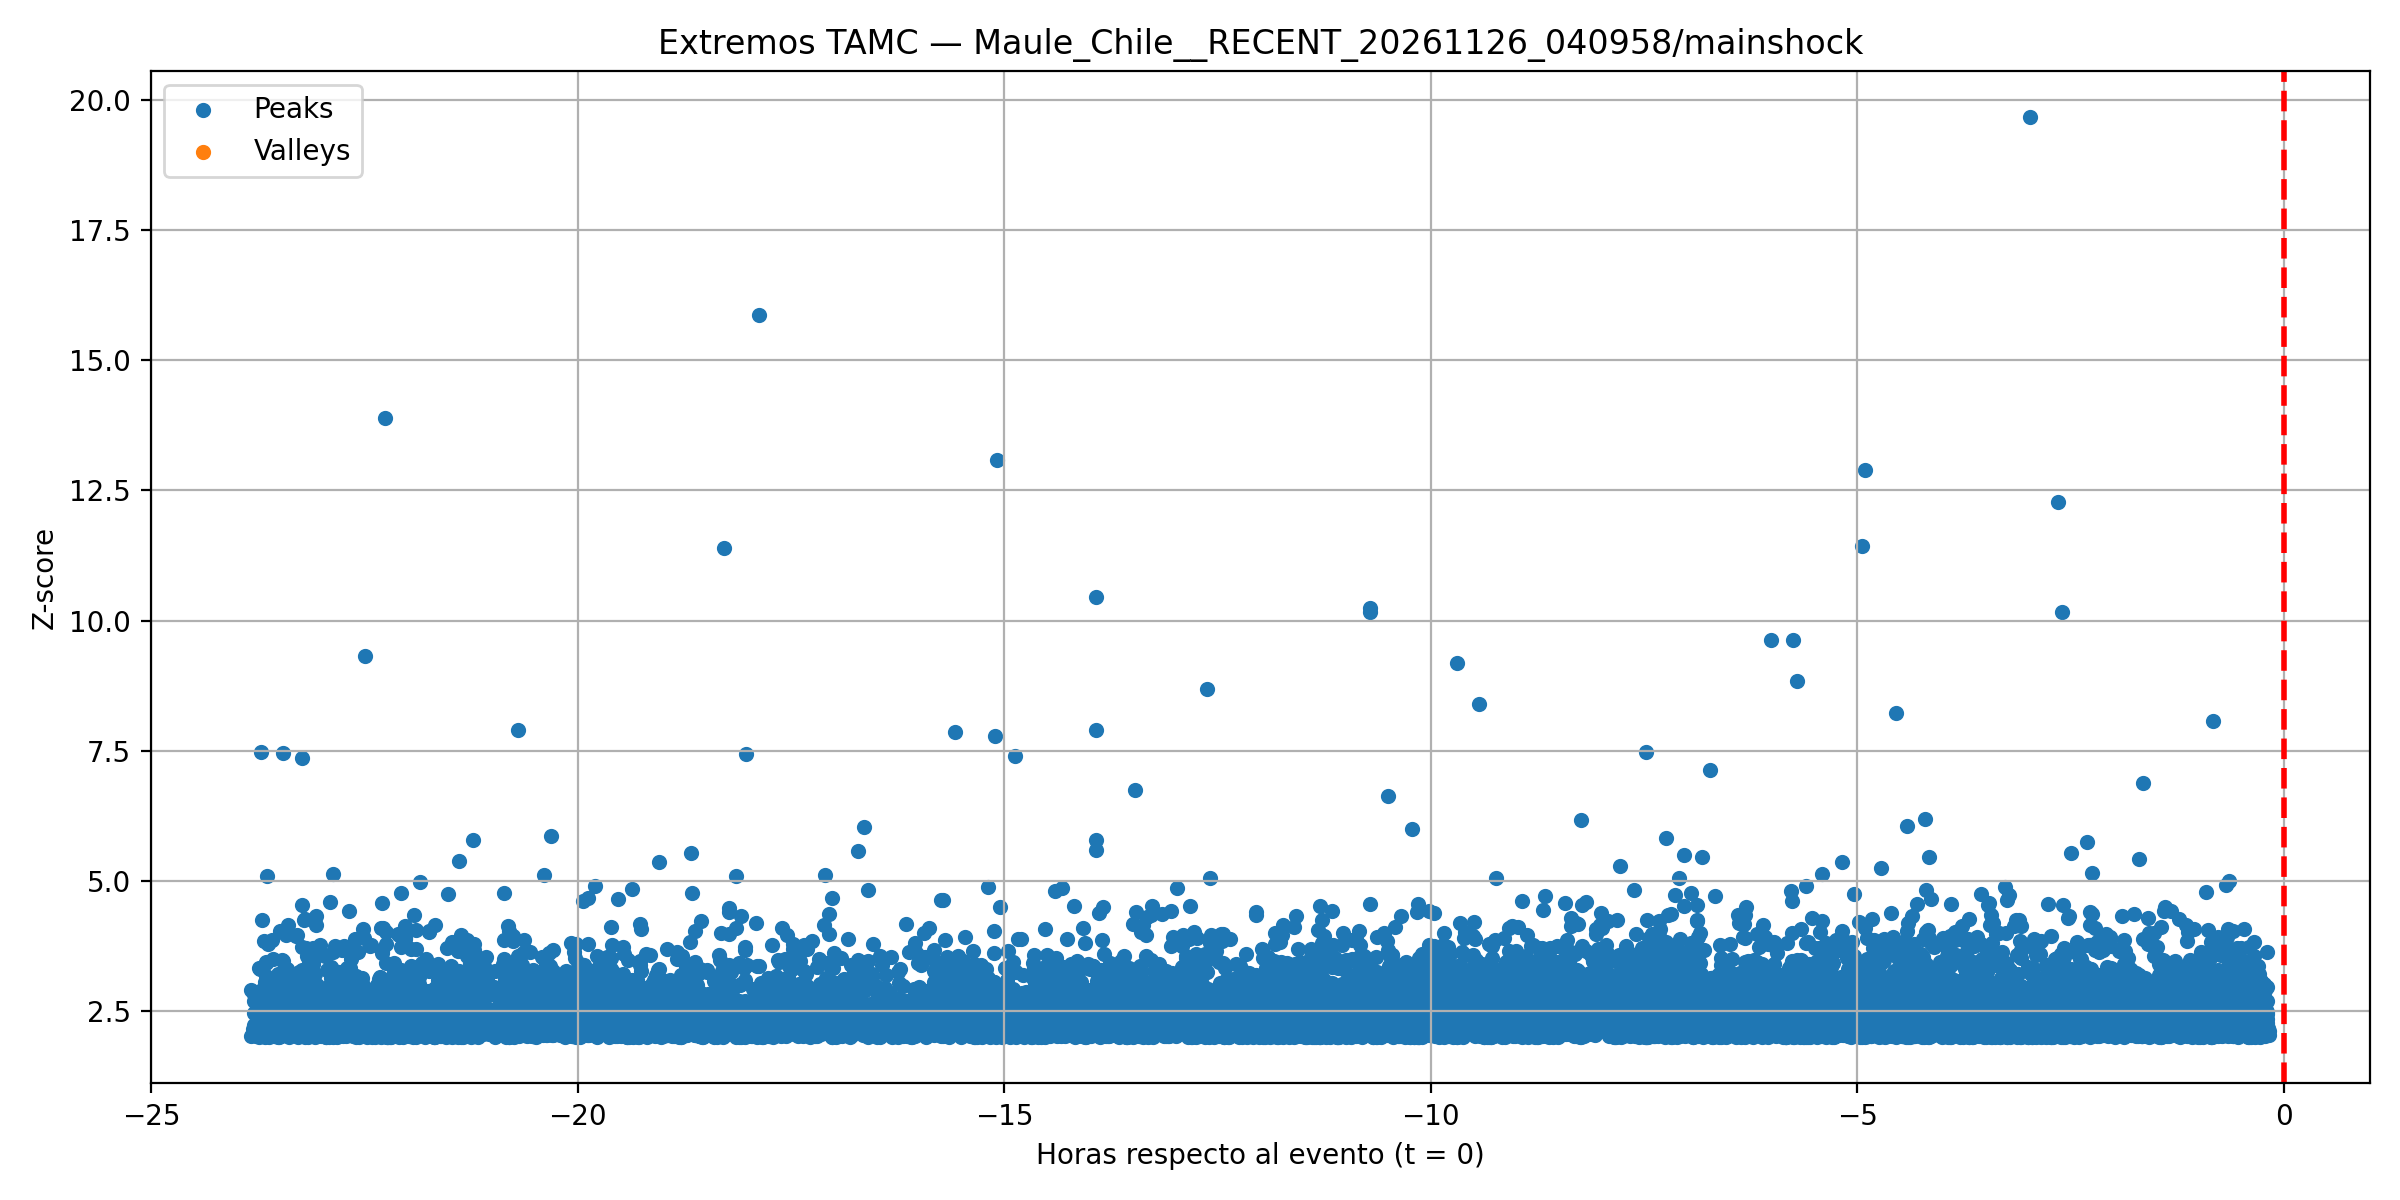 Extremos TAMC — Maule_Chile__RECENT_20261126_040958/mainshock
Peaks
Valleys
20.0
17.5
15.0
12.5
10.0
7.5
5.0
2.5
Z-score
−25
−20
−15
−10
−5
0
Horas respecto al evento (t = 0)